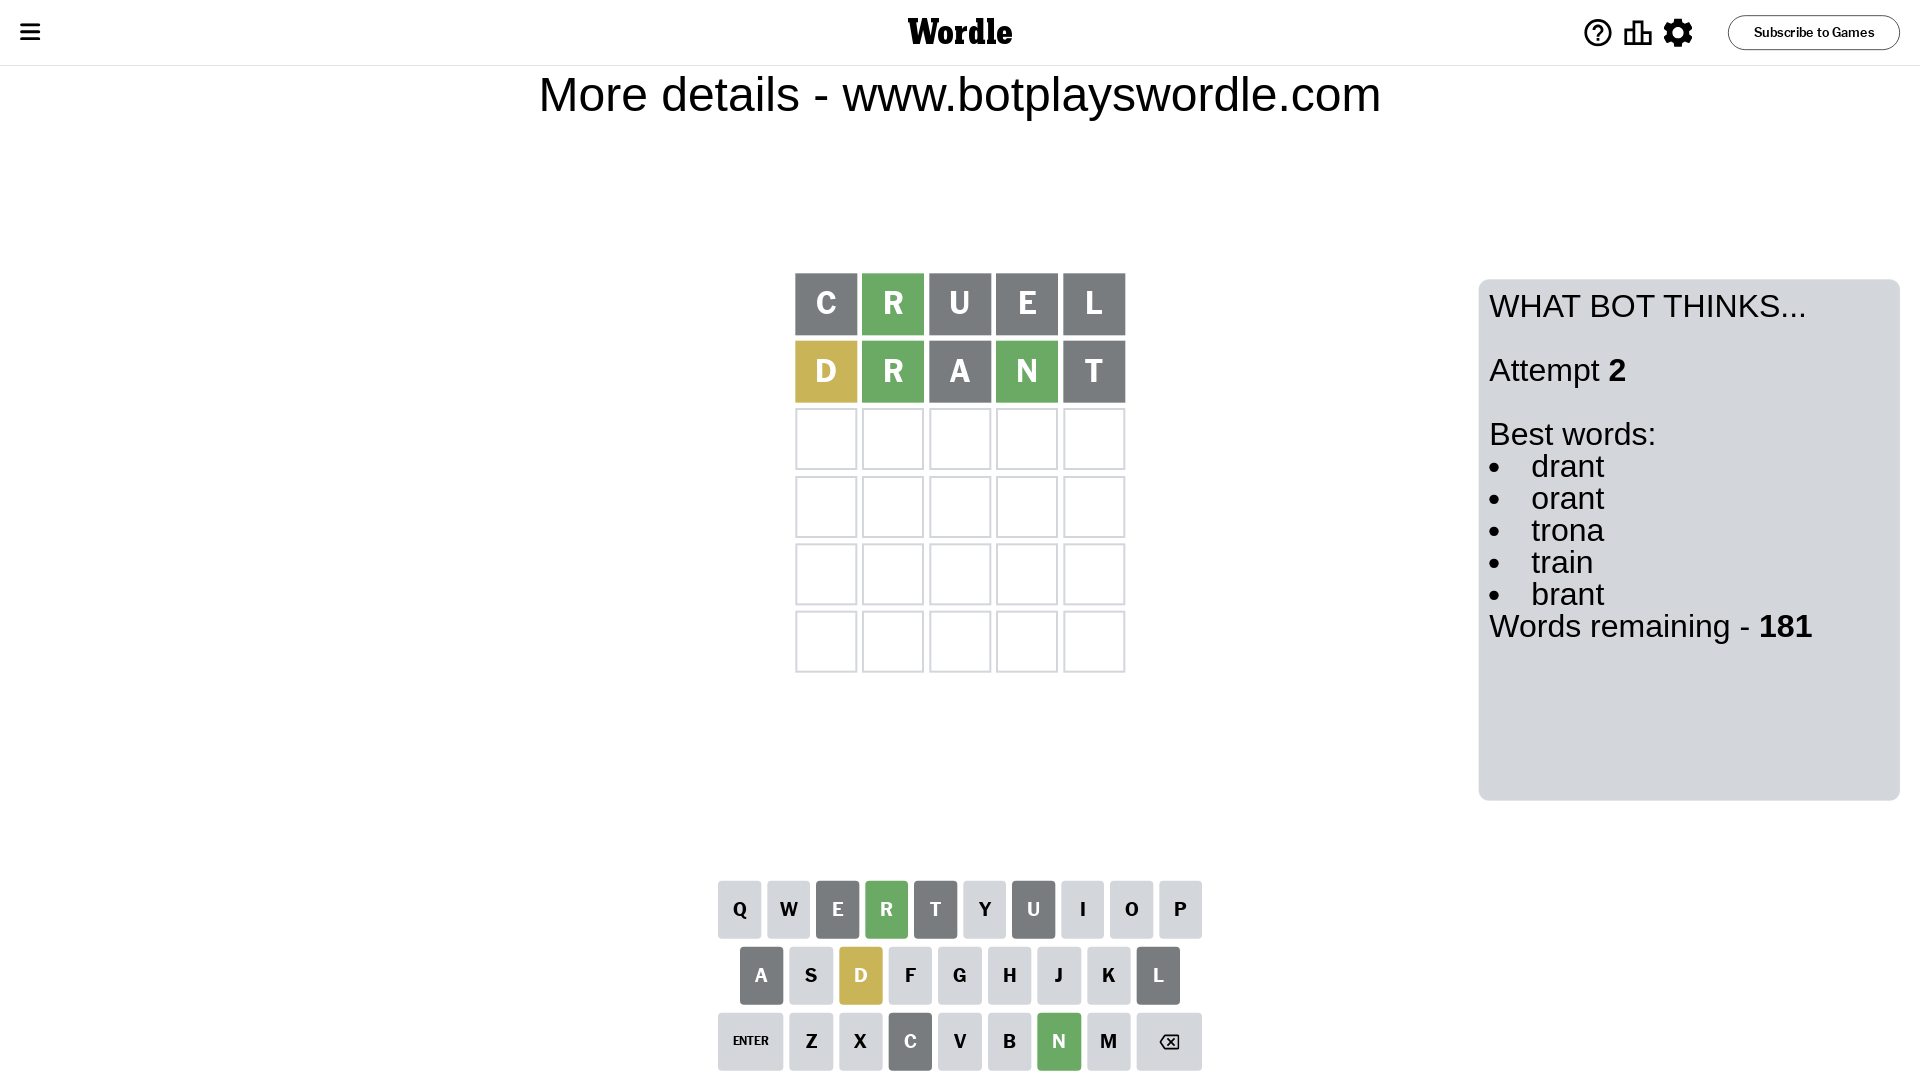 Wordle
Subscribe to Games
More details - www.botplayswordle.com
C R U E L
D R A N T
WHAT BOT THINKS...
Attempt 2
Best words:
• drant
• orant
• trona
• train
• brant
Words remaining - 181
Q W E R T Y U I O P
A S D F G H J K L
ENTER Z X C V B N M